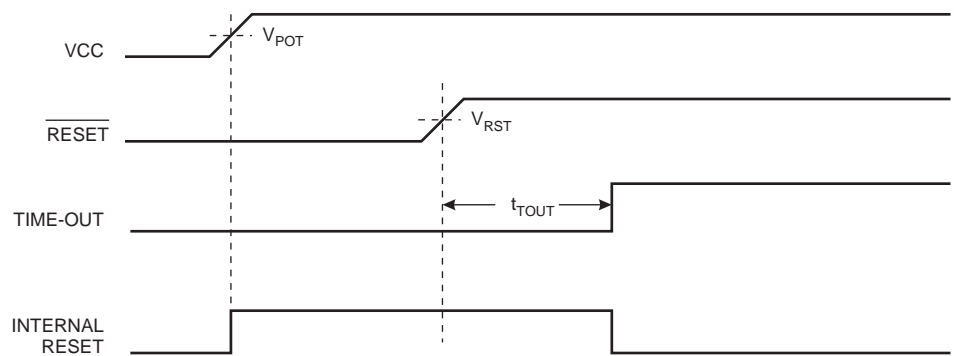 VCC
V_POT
RESET
V_RST
TIME-OUT
t_TOUT
INTERNAL
RESET